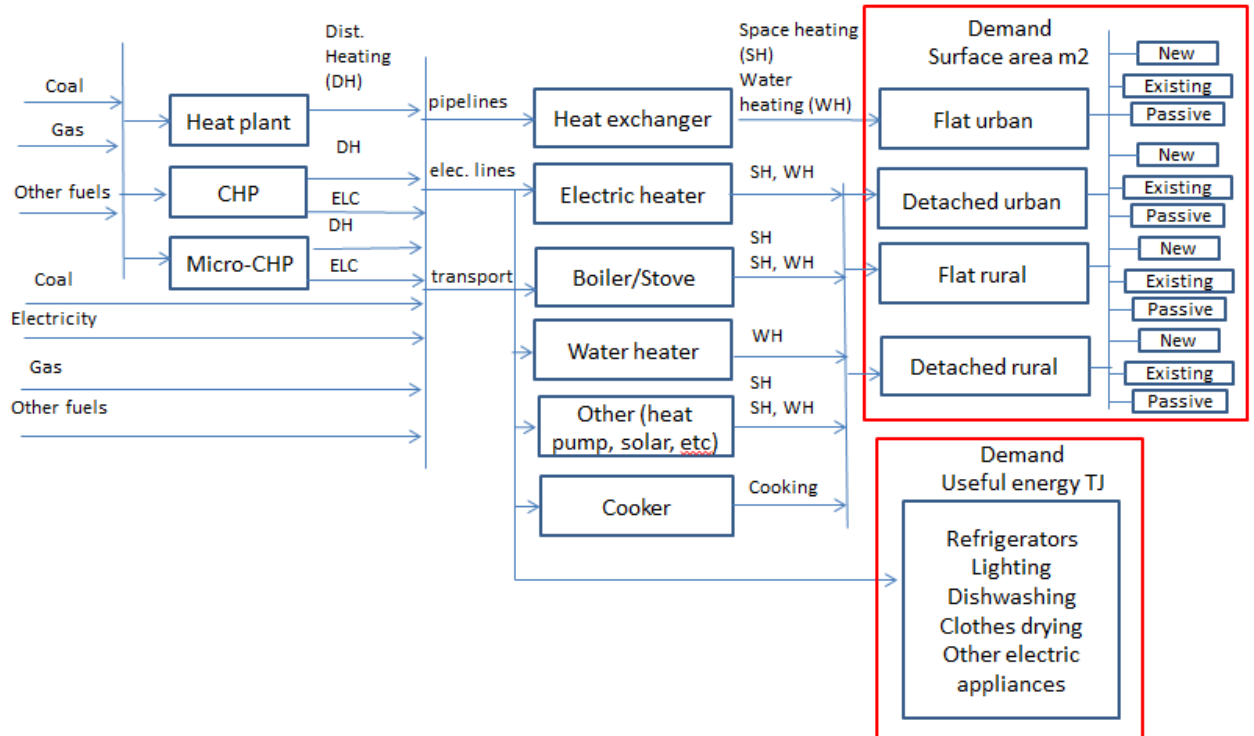 Coal
Gas
Other fuels
Coal
Electricity
Gas
Other fuels
Heat plant
CHP
Micro-CHP
Dist.
Heating
(DH)
DH
ELC
DH
ELC
pipelines
elec. lines
transport
Heat exchanger
Electric heater
Boiler/Stove
Water heater
Other (heat
pump, solar, etc)
Cooker
Space heating
(SH)
Water
heating (WH)
SH, WH
SH
SH, WH
WH
SH
SH, WH
Cooking
Demand
Surface area m2
Flat urban
Detached urban
Flat rural
Detached rural
New
Existing
Passive
New
Existing
Passive
New
Existing
Passive
New
Existing
Passive
Demand
Useful energy TJ
Refrigerators
Lighting
Dishwashing
Clothes drying
Other electric
appliances